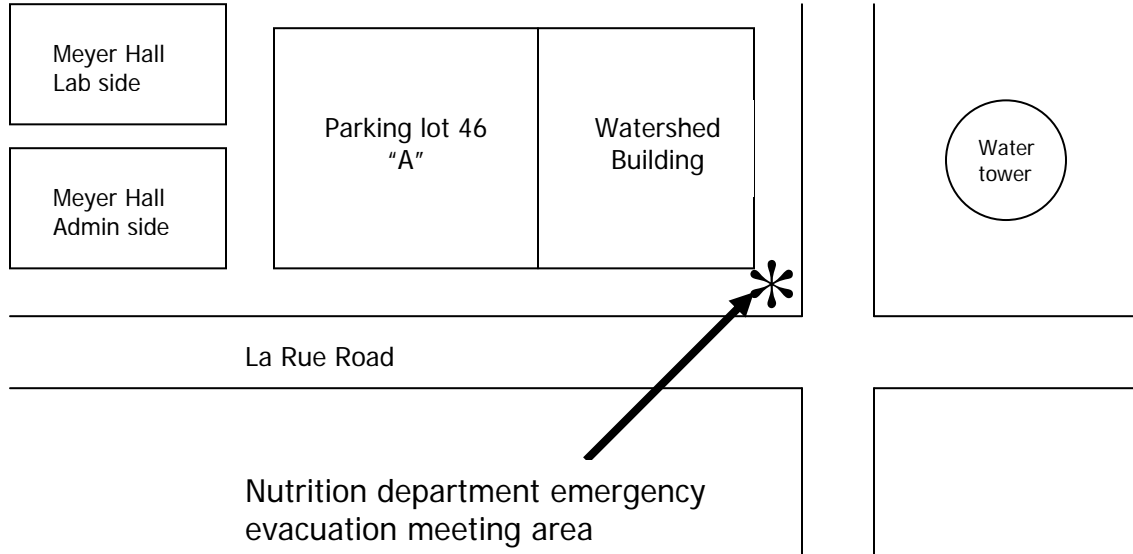 Meyer Hall
Lab side
Parking lot 46
“A”
Watershed
Building
Water
tower
Meyer Hall
Admin side
La Rue Road
Nutrition department emergency
evacuation meeting area